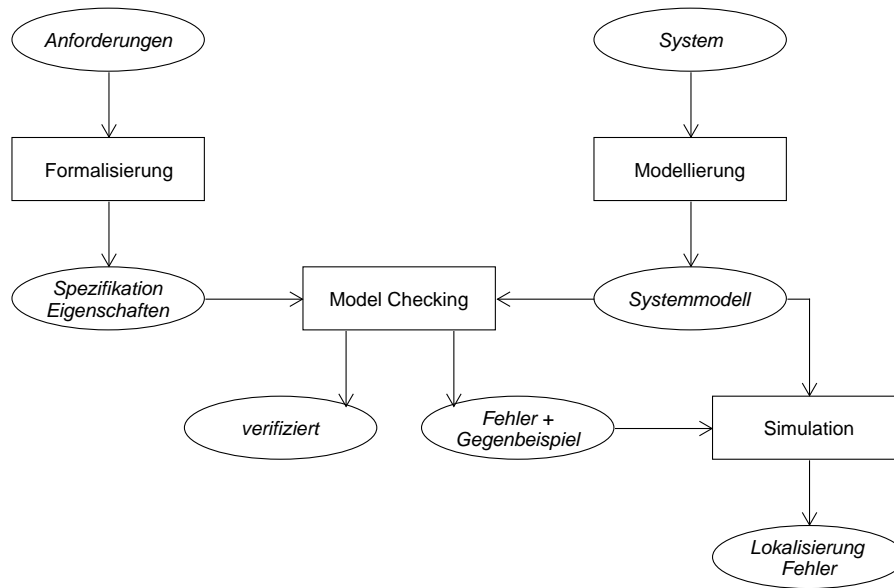 Anforderungen
System
Formalisierung
Modellierung
Spezifikation
Eigenschaften
Model Checking
Systemmodell
verifiziert
Fehler +
Gegenbeispiel
Simulation
Lokalisierung
Fehler